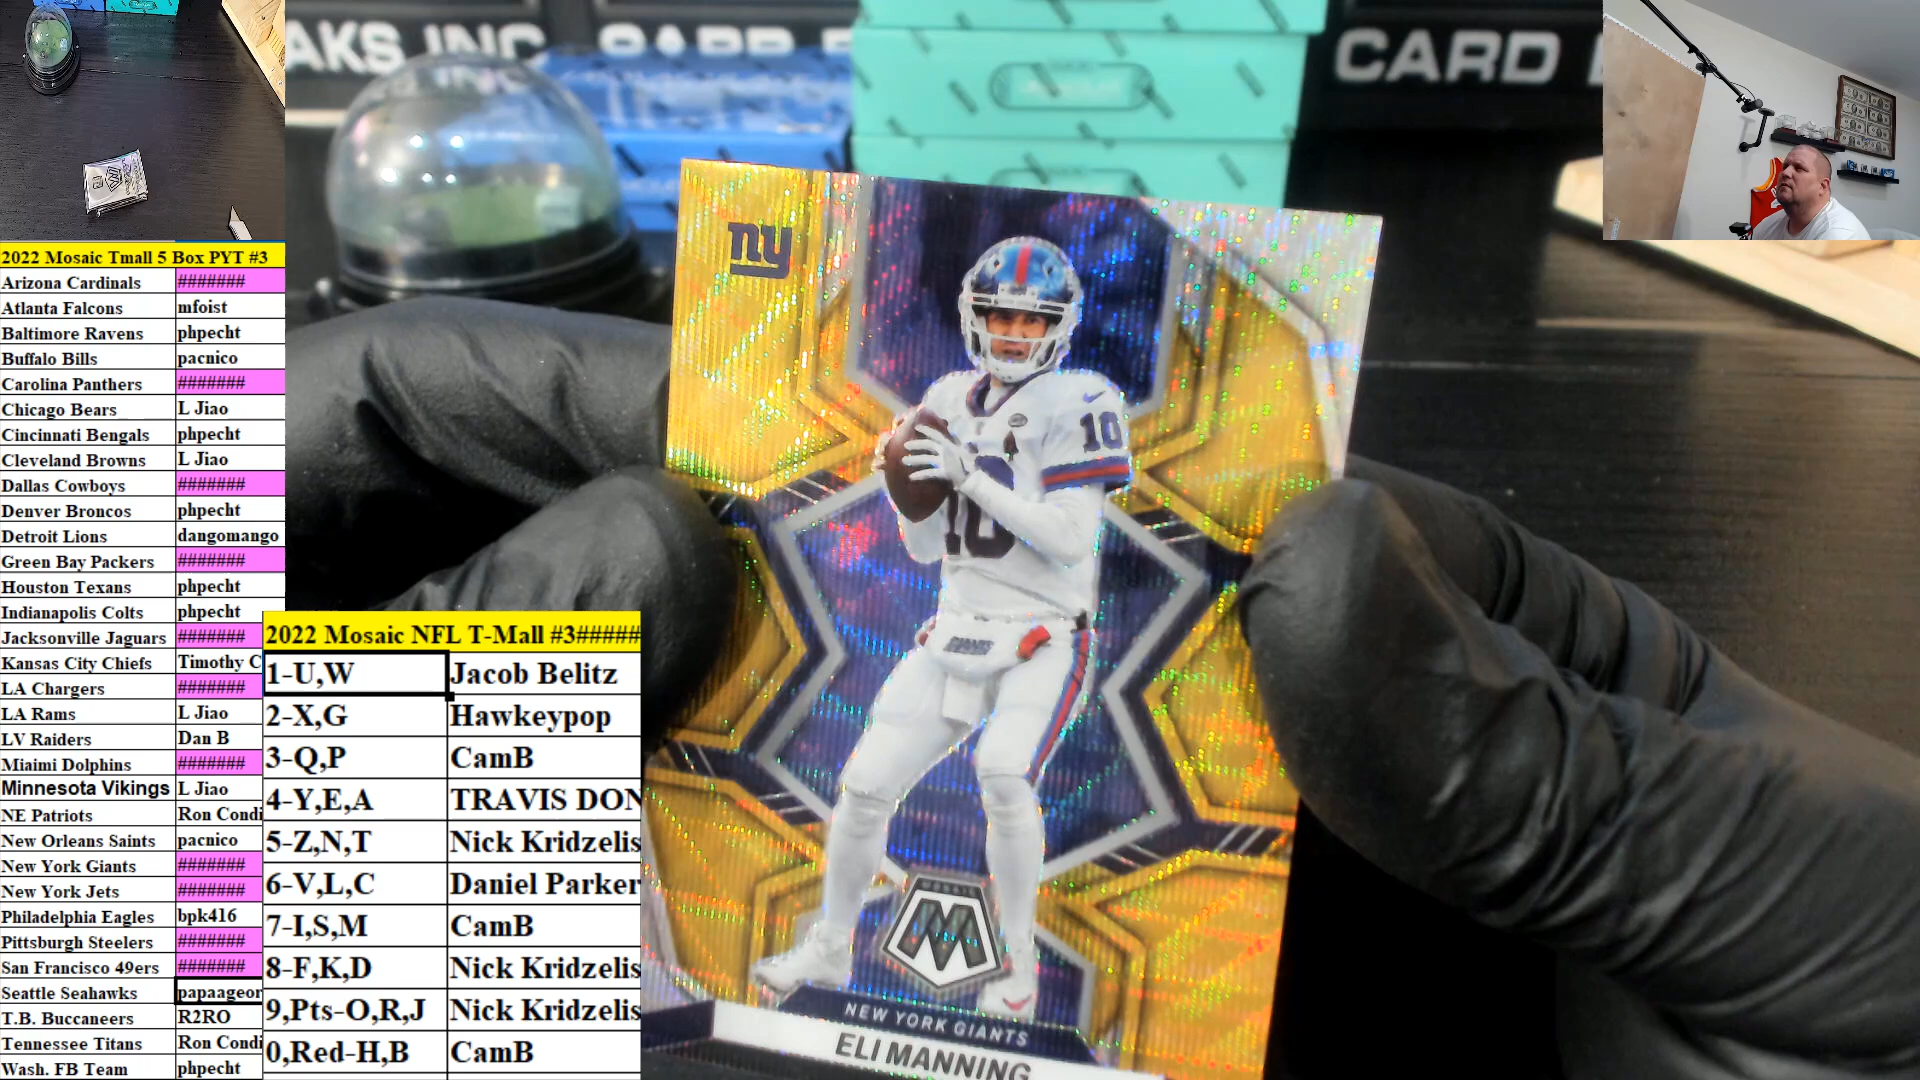 AKS INC
CARD
2022 Mosaic Tmall 5 Box PYT #3
Arizona Cardinals #######
Atlanta Falcons mfoist
Baltimore Ravens phpecht
Buffalo Bills pacnico
Carolina Panthers #######
Chicago Bears L Jiao
Cincinnati Bengals phpecht
Cleveland Browns L Jiao
Dallas Cowboys #######
Denver Broncos phpecht
Detroit Lions dangomango
Green Bay Packers #######
Houston Texans phpecht
Indianapolis Colts phpecht
Jacksonville Jaguars #######
Kansas City Chiefs Timothy C
LA Chargers #######
LA Rams L Jiao
LV Raiders Dan B
Miaimi Dolphins #######
Minnesota Vikings L Jiao
NE Patriots Ron Condi
New Orleans Saints pacnico
New York Giants #######
New York Jets #######
Philadelphia Eagles bpk416
Pittsburgh Steelers #######
San Francisco 49ers #######
Seattle Seahawks papaageor
T.B. Buccaneers R2RO
Tennessee Titans Ron Condi
Wash. FB Team phpecht
2022 Mosaic NFL T-Mall #3#####
1-U,W Jacob Belitz
2-X,G Hawkeypop
3-Q,P CamB
4-Y,E,A TRAVIS DON
5-Z,N,T Nick Kridzelis
6-V,L,C Daniel Parker
7-I,S,M CamB
8-F,K,D Nick Kridzelis
9,Pts-O,R,J Nick Kridzelis
0,Red-H,B CamB
ny
10
10
MOSAIC
M
NEW YORK GIANTS
ELI MANNING